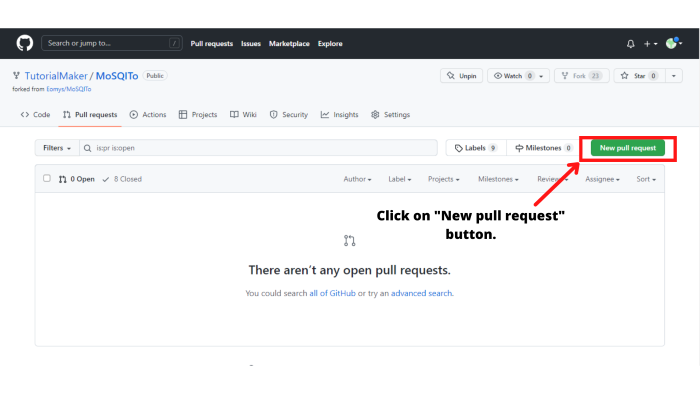 Search or jump to... /
Pull requests Issues Marketplace Explore
TutorialMaker / MoSQITo Public
forked from Eomys/MoSQITo
Unpin Watch 0 Fork 23 Star 0
Code Pull requests Actions Projects Wiki Security Insights Settings
Filters is:pr is:open Labels 9 Milestones 0 New pull request
0 Open 8 Closed Author Label Projects Milestones Reviews Assignee Sort
Click on "New pull request"
button.
There aren't any open pull requests.
You could search all of GitHub or try an advanced search.